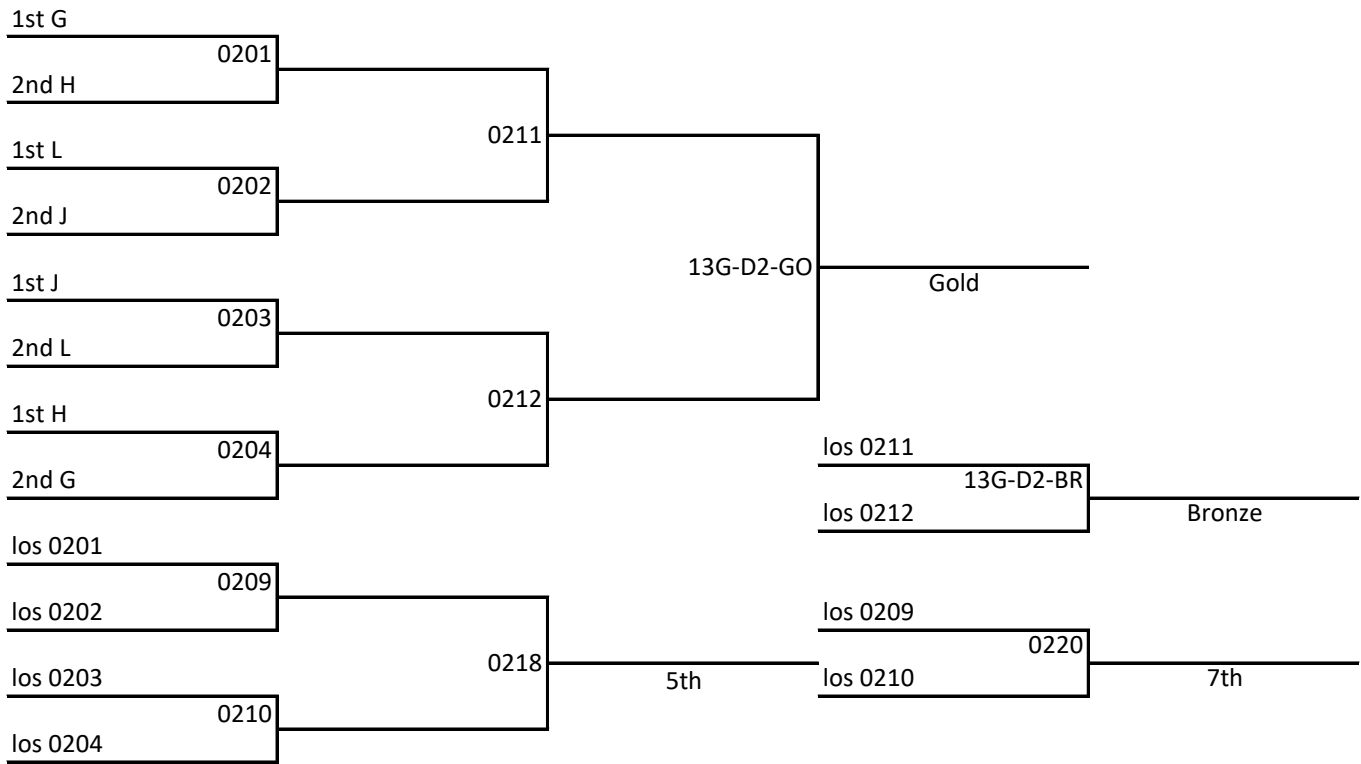 1st G
0201
2nd H
0211
1st L
0202
2nd J
13G-D2-GO
Gold
1st J
0203
2nd L
0212
1st H
0204
2nd G
los 0211
13G-D2-BR
los 0212
Bronze
los 0201
0209
los 0202
0218
5th
los 0203
0210
los 0204
los 0209
0220
los 0210
7th